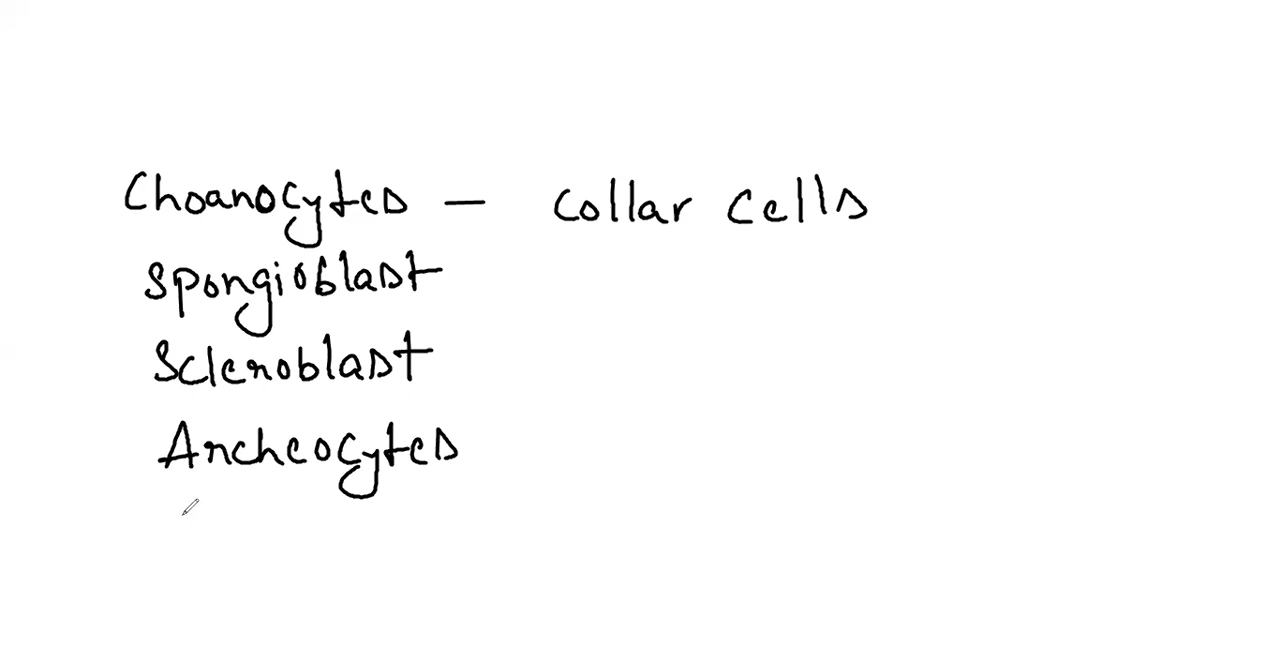 Choanocytes — Collar cells
Spongioblast
Scleroblast
Archeocytes